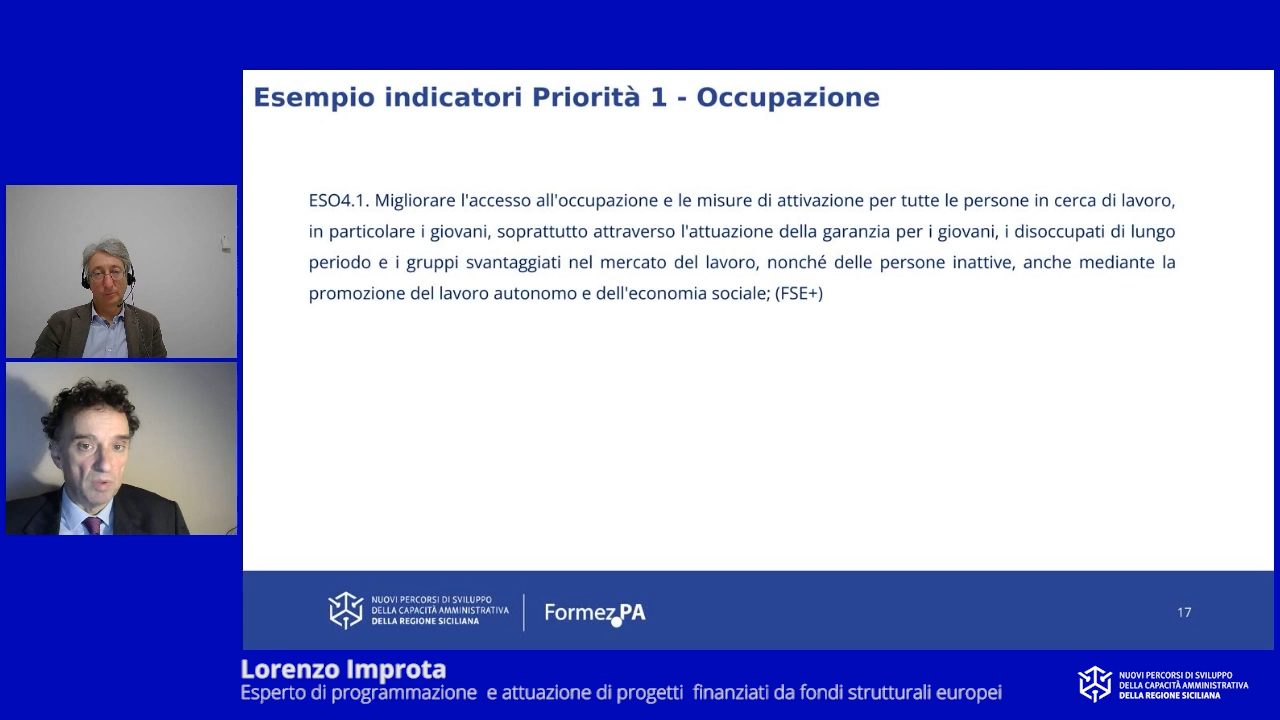 Esempio indicatori Priorità 1 - Occupazione
ESO4.1. Migliorare l'accesso all'occupazione e le misure di attivazione per tutte le persone in cerca di lavoro,
in particolare i giovani, soprattutto attraverso l'attuazione della garanzia per i giovani, i disoccupati di lungo
periodo e i gruppi svantaggiati nel mercato del lavoro, nonché delle persone inattive, anche mediante la
promozione del lavoro autonomo e dell'economia sociale; (FSE+)
NUOVI PERCORSI DI SVILUPPO
DELLA CAPACITÀ AMMINISTRATIVA
DELLA REGIONE SICILIANA
Formez PA
17
Lorenzo Improta
Esperto di programmazione e attuazione di progetti finanziati da fondi strutturali europei
NUOVI PERCORSI DI SVILUPPO
DELLA CAPACITÀ AMMINISTRATIVA
DELLA REGIONE SICILIANA